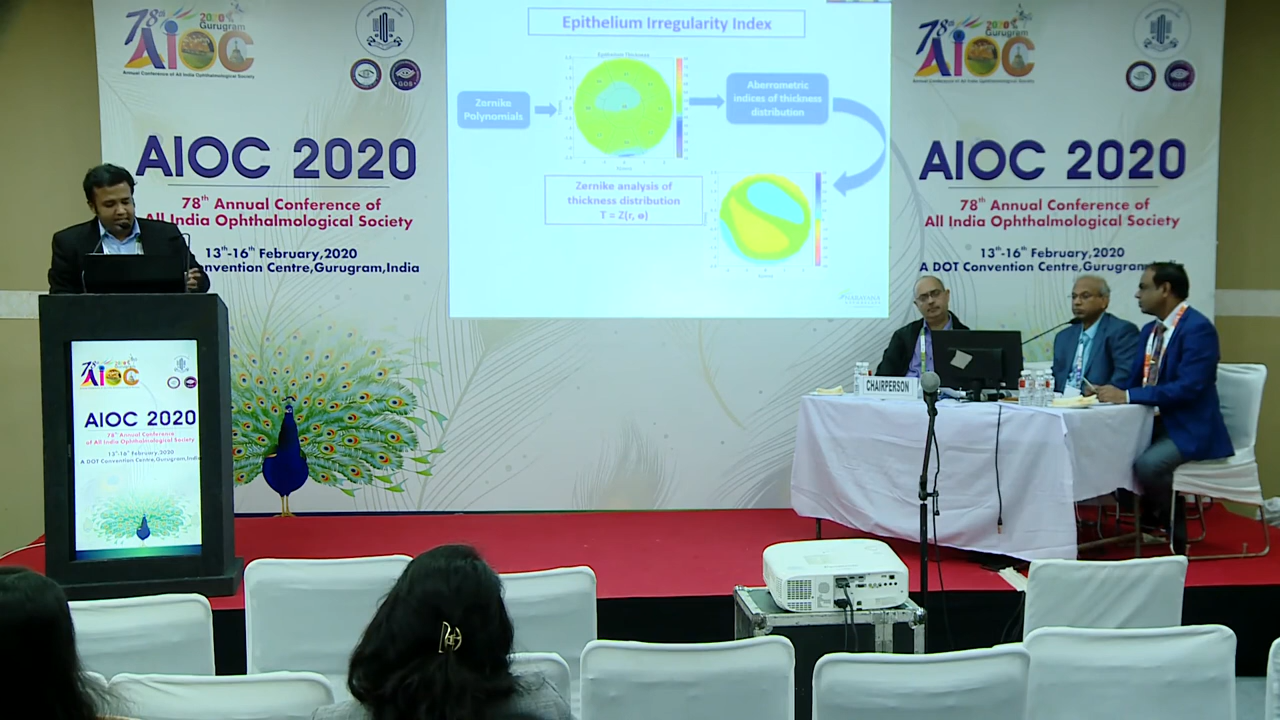 78th
2020
Gurugram
AIOC
Annual Conference of All India Ophthalmological Society
AIOC 2020
78th Annual Conference of
All India Ophthalmological Society
13th-16th February,2020
Convention Centre,Gurugram,India
Epithelium Irregularity Index
Zernike
Polynomials
Epithelium Thickness
Aberrometric
indices of thickness
distribution
Zernike analysis of
thickness distribution
T = Z(r, ө)
NARAYANA
78th
2020
Gurugram
AIOC
Annual Conference of All India Ophthalmological Society
AIOC 2020
78th Annual Conference of
All India Ophthalmological Society
13th-16th February,2020
A DOT Convention Centre,Gurugram
78th
AIOC
AIOC 2020
78th Annual Conference
of All India Ophthalmological Society
13th-16th February,2020
A DOT Convention Centre,Gurugram,India
CHAIRPERSON